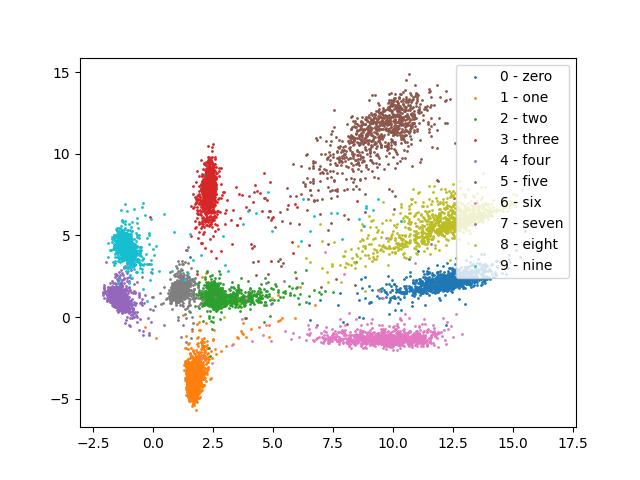 15
10
5
0
−5
−2.5 0.0 2.5 5.0 7.5 10.0 12.5 15.0 17.5
0 - zero
1 - one
2 - two
3 - three
4 - four
5 - five
6 - six
7 - seven
8 - eight
9 - nine